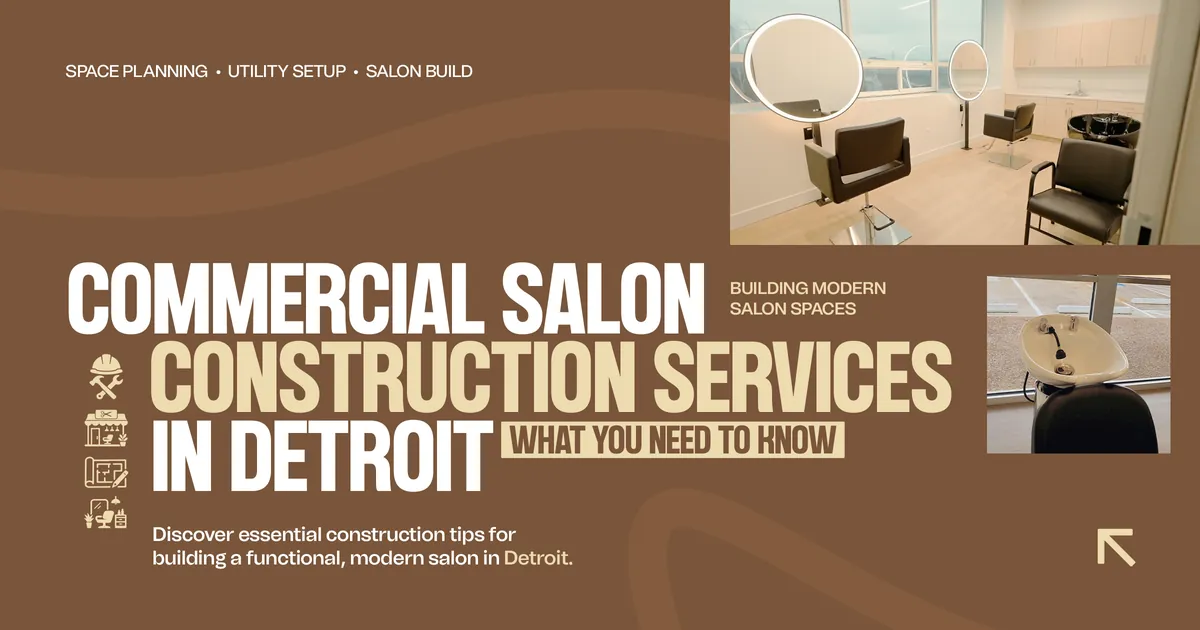 SPACE PLANNING • UTILITY SETUP • SALON BUILD
COMMERCIAL SALON
BUILDING MODERN
SALON SPACES
CONSTRUCTION SERVICES
IN DETROIT
WHAT YOU NEED TO KNOW
Discover essential construction tips for
building a functional, modern salon in Detroit.